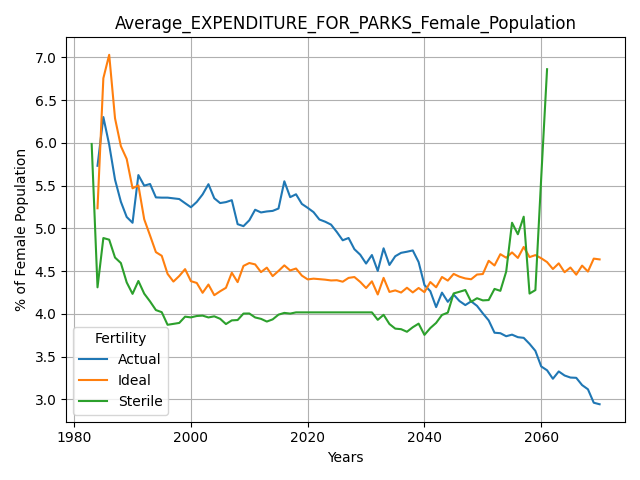 Average_EXPENDITURE_FOR_PARKS_Female_Population
% of Female Population
7.0
6.5
6.0
5.5
5.0
4.5
4.0
3.5
3.0
Fertility
Actual
Ideal
Sterile
1980
2000
2020
2040
2060
Years